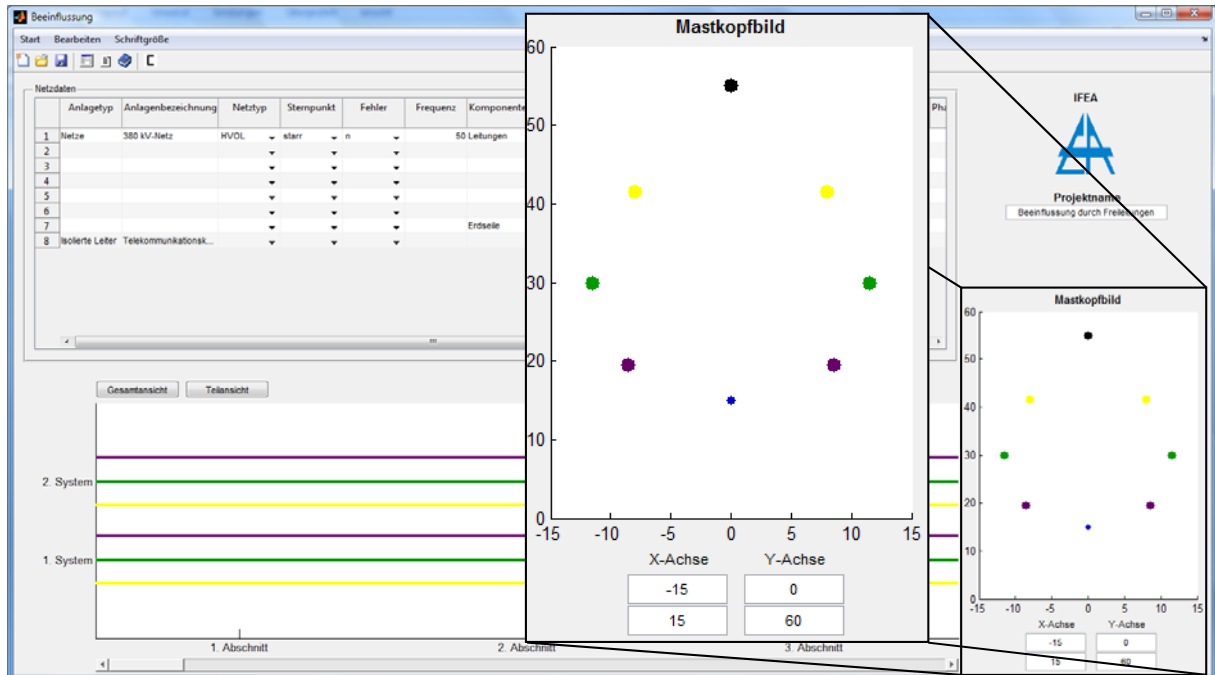 Beeinflussung
Start Bearbeiten Schriftgröße
Netzdaten
Anlagetyp Anlagenbezeichnung Netztyp Sternpunkt Fehler Frequenz Komponente
1 Netze 380 kV-Netz HVOL starr n 50 Leitungen
2
3
4
5
6
7 Erdseile
8 Isolierte Leiter Telekommunikationsk...
Gesamtansicht Teilansicht
2. System
1. System
1. Abschnitt 2. Abschnitt 3. Abschnitt
Mastkopfbild
60
50
40
30
20
10
0
-15 -10 -5 0 5 10 15
X-Achse Y-Achse
-15 0
15 60
IFEA
Projektname
Beeinflussung durch Freileitungen
Mastkopfbild
60
50
40
30
20
10
0
-15 -10 -5 0 5 10 15
X-Achse Y-Achse
-15 0
15 60